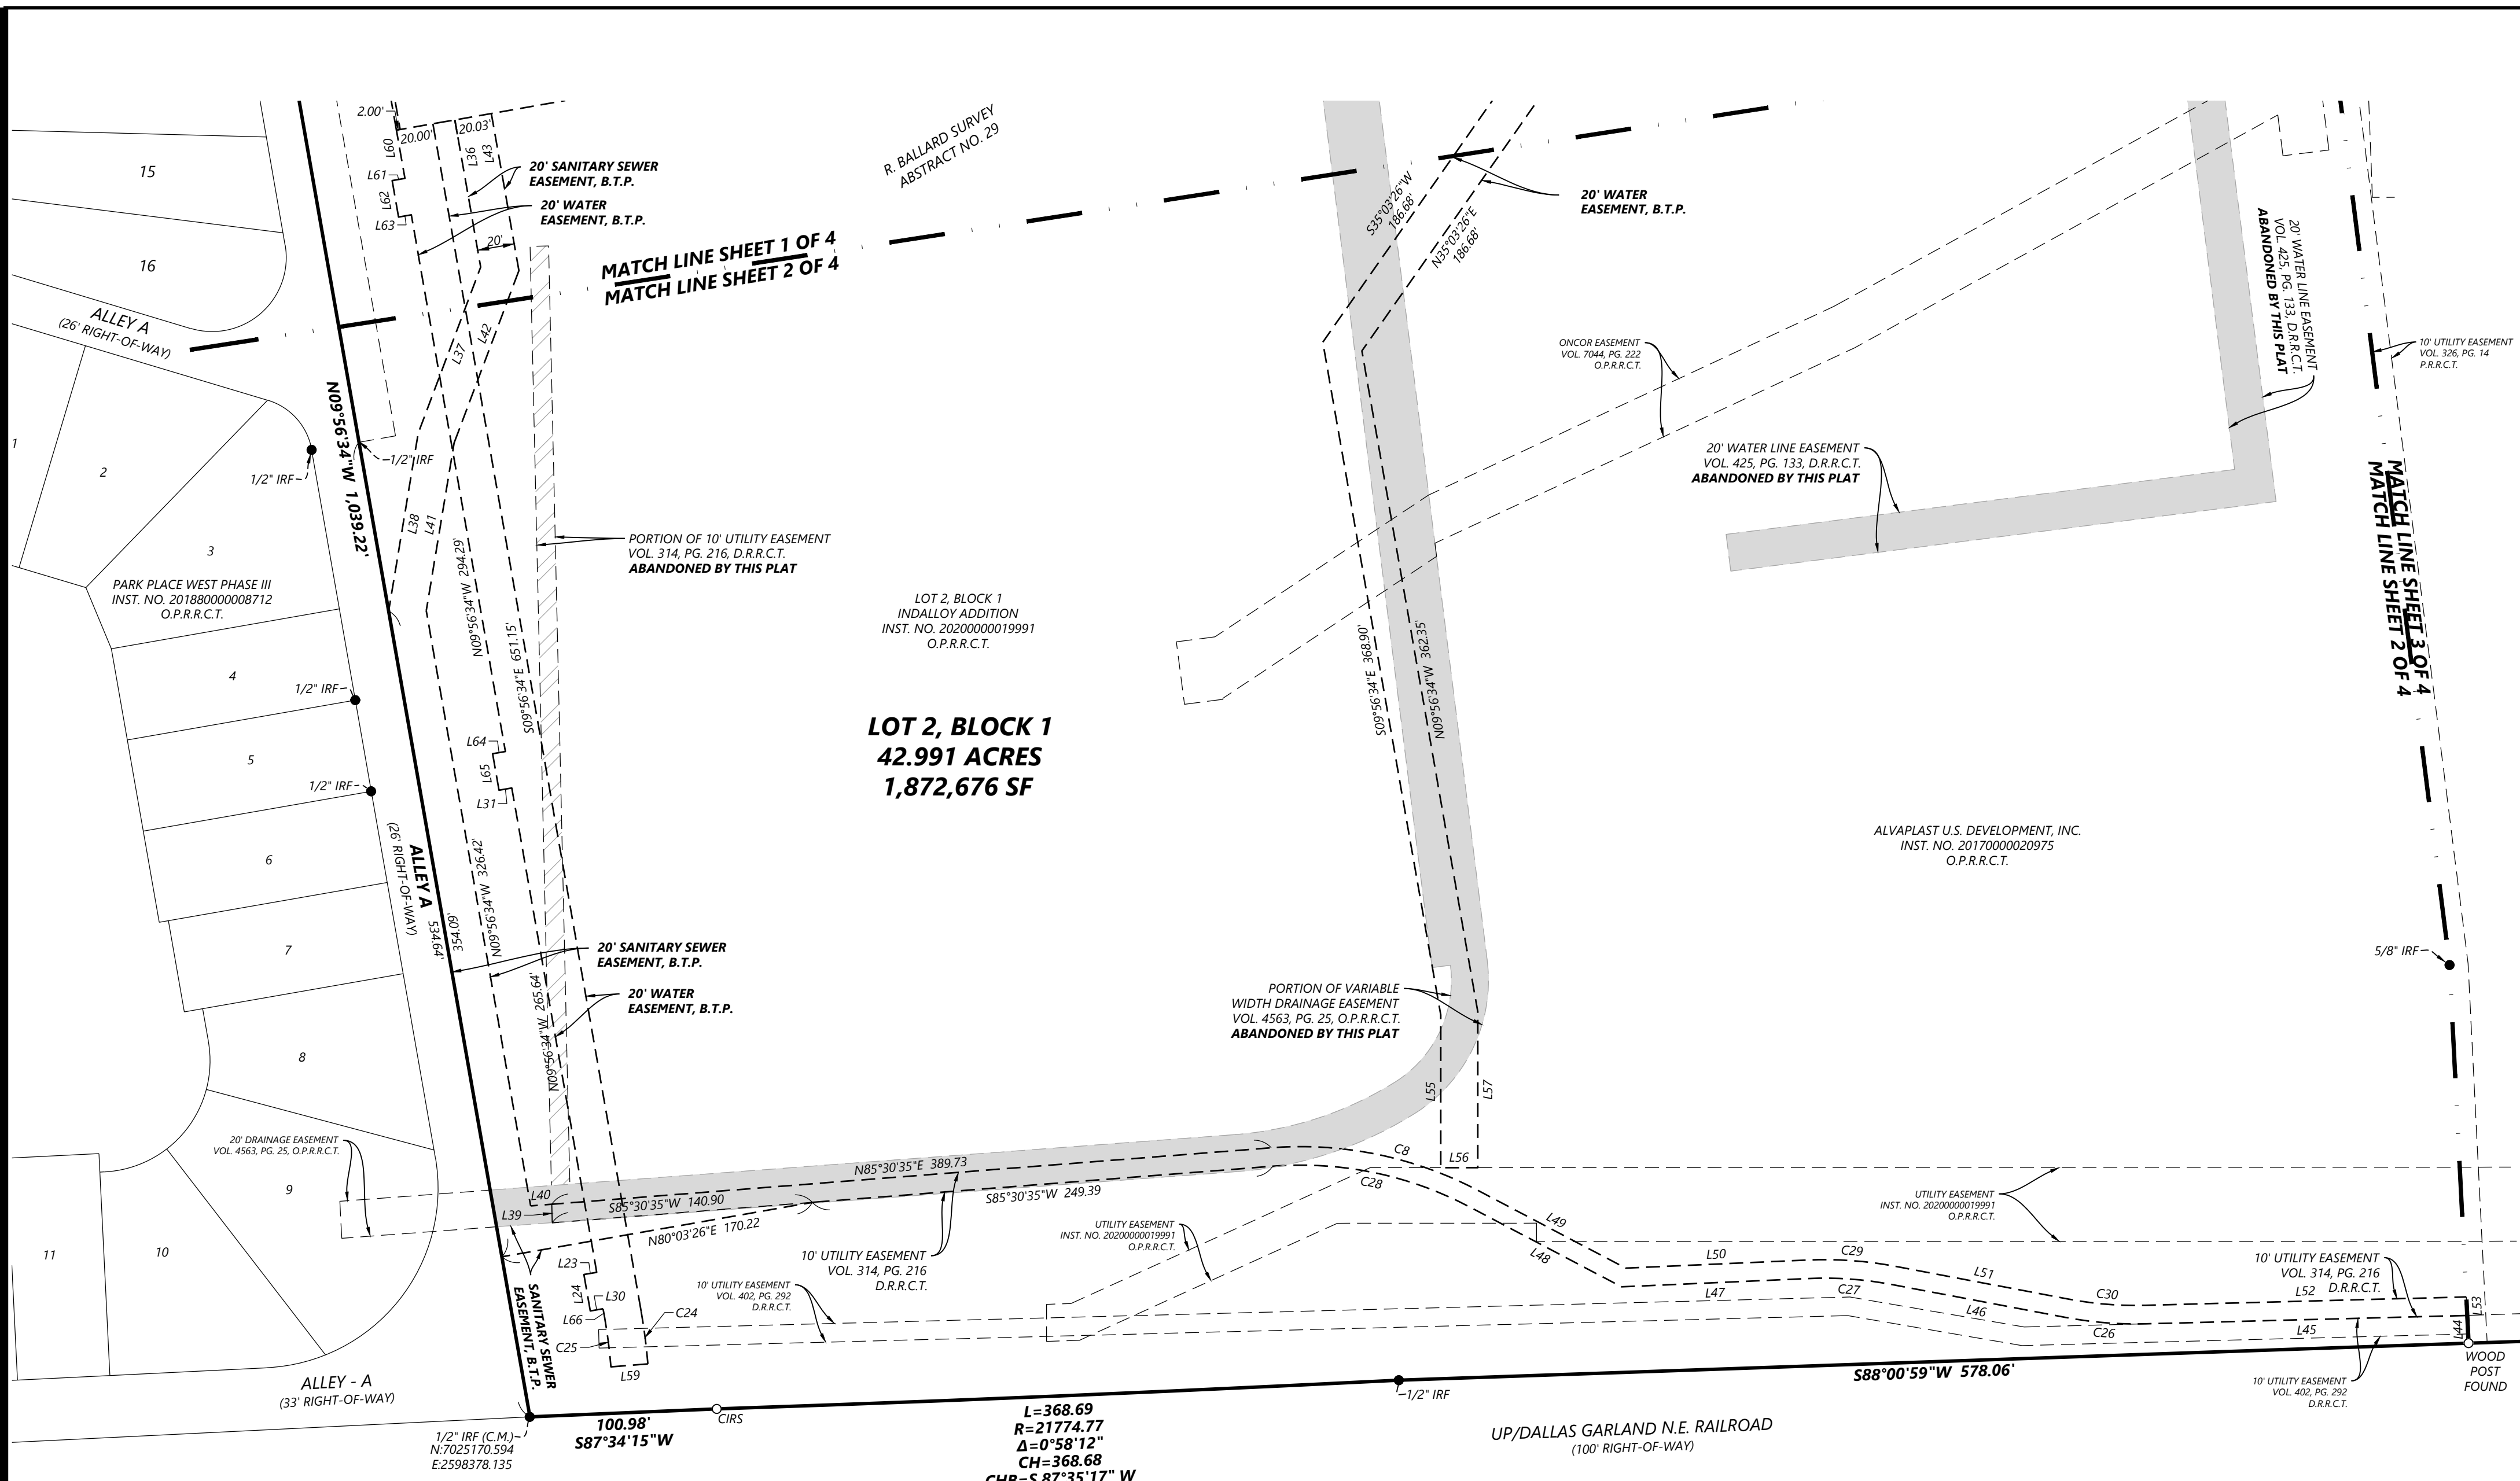 2.00'
20.00'
20.03'
L60
L36
L43
L61
L62
L63
20' SANITARY SEWER
EASEMENT, B.T.P.
20' WATER
EASEMENT, B.T.P.
20'
R. BALLARD SURVEY
ABSTRACT NO. 29
MATCH LINE SHEET 1 OF 4
MATCH LINE SHEET 2 OF 4
S35°03'26"W
186.68'
N35°03'26"E
186.68'
20' WATER
EASEMENT, B.T.P.
20' WATER LINE EASEMENT
VOL. 425, PG. 133, D.R.R.C.T.
ABANDONED BY THIS PLAT
10' UTILITY EASEMENT
VOL. 326, PG. 14
P.R.R.C.T.
ONCOR EASEMENT
VOL. 7044, PG. 222
O.P.R.R.C.T.
20' WATER LINE EASEMENT
VOL. 425, PG. 133, D.R.R.C.T.
ABANDONED BY THIS PLAT
MATCH LINE SHEET 3 OF 4
MATCH LINE SHEET 2 OF 4
15
16
ALLEY A
(26' RIGHT-OF-WAY)
1
2
3
1/2" IRF
1/2" IRF
N09°56'34"W 1,039.22'
L37
L42
L38
L41
PARK PLACE WEST PHASE III
INST. NO. 201880000008712
O.P.R.R.C.T.
PORTION OF 10' UTILITY EASEMENT
VOL. 314, PG. 216, D.R.R.C.T.
ABANDONED BY THIS PLAT
N09°56'34"W 294.29'
S09°56'34"E 651.15'
LOT 2, BLOCK 1
INDALLOY ADDITION
INST. NO. 20200000019991
O.P.R.R.C.T.
LOT 2, BLOCK 1
42.991 ACRES
1,872,676 SF
S09°56'34"E 368.90'
N09°56'34"W 362.35'
ALVAPLAST U.S. DEVELOPMENT, INC.
INST. NO. 20170000020975
O.P.R.R.C.T.
4
1/2" IRF
5
1/2" IRF
6
7
8
9
10
11
L64
L65
L31
ALLEY A
(26' RIGHT-OF-WAY)
534.64'
354.09'
N09°56'34"W 326.42'
N09°56'34"W 265.64'
20' SANITARY SEWER
EASEMENT, B.T.P.
20' WATER
EASEMENT, B.T.P.
PORTION OF VARIABLE
WIDTH DRAINAGE EASEMENT
VOL. 4563, PG. 25, O.P.R.R.C.T.
ABANDONED BY THIS PLAT
5/8" IRF
L55
L57
L56
20' DRAINAGE EASEMENT
VOL. 4563, PG. 25, O.P.R.R.C.T.
L40
L39
N85°30'35"E 389.73
S85°30'35"W 140.90
S85°30'35"W 249.39
N80°03'26"E 170.22
C8
C28
UTILITY EASEMENT
INST. NO. 20200000019991
O.P.R.R.C.T.
UTILITY EASEMENT
INST. NO. 20200000019991
O.P.R.R.C.T.
10' UTILITY EASEMENT
VOL. 314, PG. 216
D.R.R.C.T.
10' UTILITY EASEMENT
VOL. 402, PG. 292
D.R.R.C.T.
L49
L48
L50
C29
L51
C30
L52
L53
L47
C27
L46
C26
L45
L44
10' UTILITY EASEMENT
VOL. 314, PG. 216
D.R.R.C.T.
10' UTILITY EASEMENT
VOL. 402, PG. 292
D.R.R.C.T.
WOOD
POST
FOUND
L23
L24
L30
L66
C24
C25
L59
SANITARY SEWER
EASEMENT, B.T.P.
ALLEY - A
(33' RIGHT-OF-WAY)
1/2" IRF (C.M.)
N:7025170.594
E:2598378.135
100.98'
S87°34'15"W
CIRS
L=368.69
R=21774.77
Δ=0°58'12"
CH=368.68
CHB=S 87°35'17" W
1/2" IRF
S88°00'59"W 578.06'
UP/DALLAS GARLAND N.E. RAILROAD
(100' RIGHT-OF-WAY)